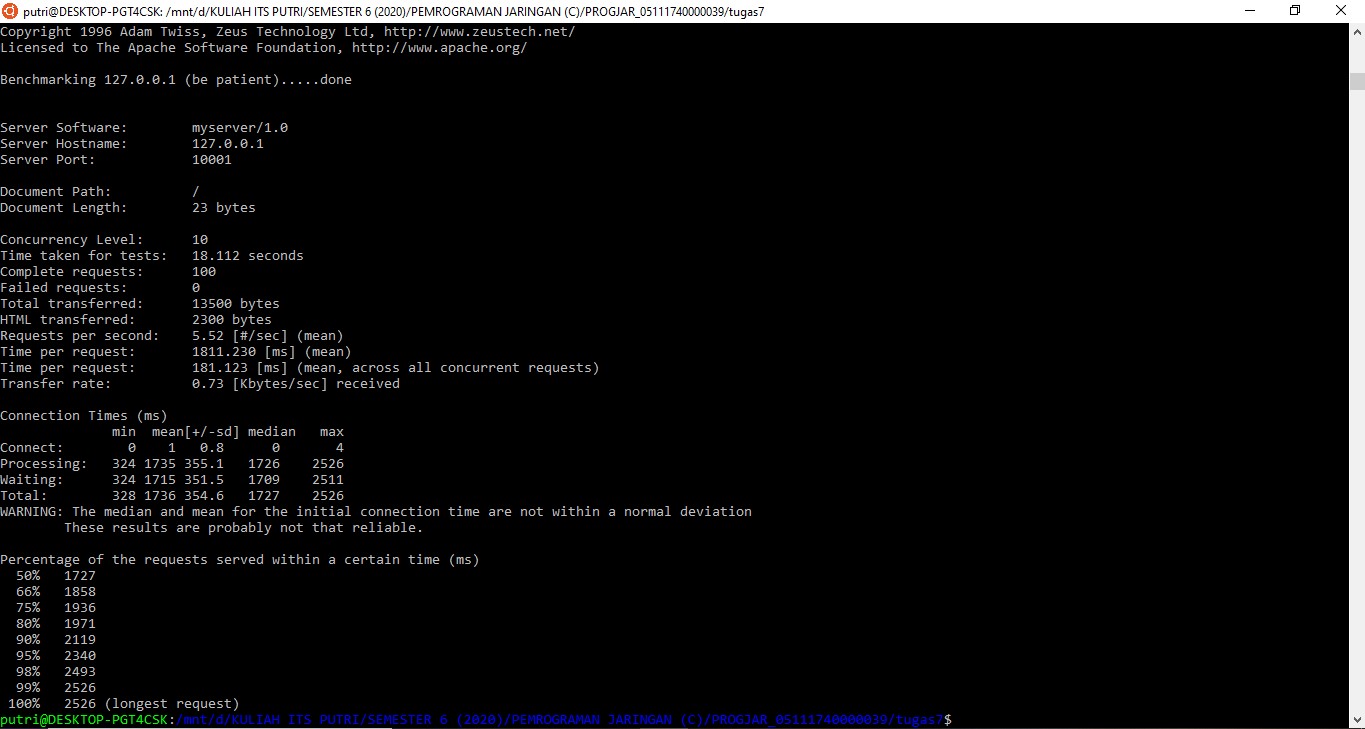 putri@DESKTOP-PGT4CSK: /mnt/d/KULIAH ITS PUTRI/SEMESTER 6 (2020)/PEMROGRAMAN JARINGAN (C)/PROGJAR_05111740000039/tugas7
Copyright 1996 Adam Twiss, Zeus Technology Ltd, http://www.zeustech.net/
Licensed to The Apache Software Foundation, http://www.apache.org/
Benchmarking 127.0.0.1 (be patient).....done
Server Software:        myserver/1.0
Server Hostname:        127.0.0.1
Server Port:            10001
Document Path:          /
Document Length:        23 bytes
Concurrency Level:      10
Time taken for tests:   18.112 seconds
Complete requests:      100
Failed requests:        0
Total transferred:      13500 bytes
HTML transferred:       2300 bytes
Requests per second:    5.52 [#/sec] (mean)
Time per request:       1811.230 [ms] (mean)
Time per request:       181.123 [ms] (mean, across all concurrent requests)
Transfer rate:          0.73 [Kbytes/sec] received
Connection Times (ms)
              min  mean[+/-sd] median   max
Connect:        0    1   0.8      0       4
Processing:   324 1735 355.1   1726    2526
Waiting:      324 1715 351.5   1709    2511
Total:        328 1736 354.6   1727    2526
WARNING: The median and mean for the initial connection time are not within a normal deviation
        These results are probably not that reliable.
Percentage of the requests served within a certain time (ms)
  50%   1727
  66%   1858
  75%   1936
  80%   1971
  90%   2119
  95%   2340
  98%   2493
  99%   2526
 100%   2526 (longest request)
putri@DESKTOP-PGT4CSK:/mnt/d/KULIAH ITS PUTRI/SEMESTER 6 (2020)/PEMROGRAMAN JARINGAN (C)/PROGJAR_05111740000039/tugas7$